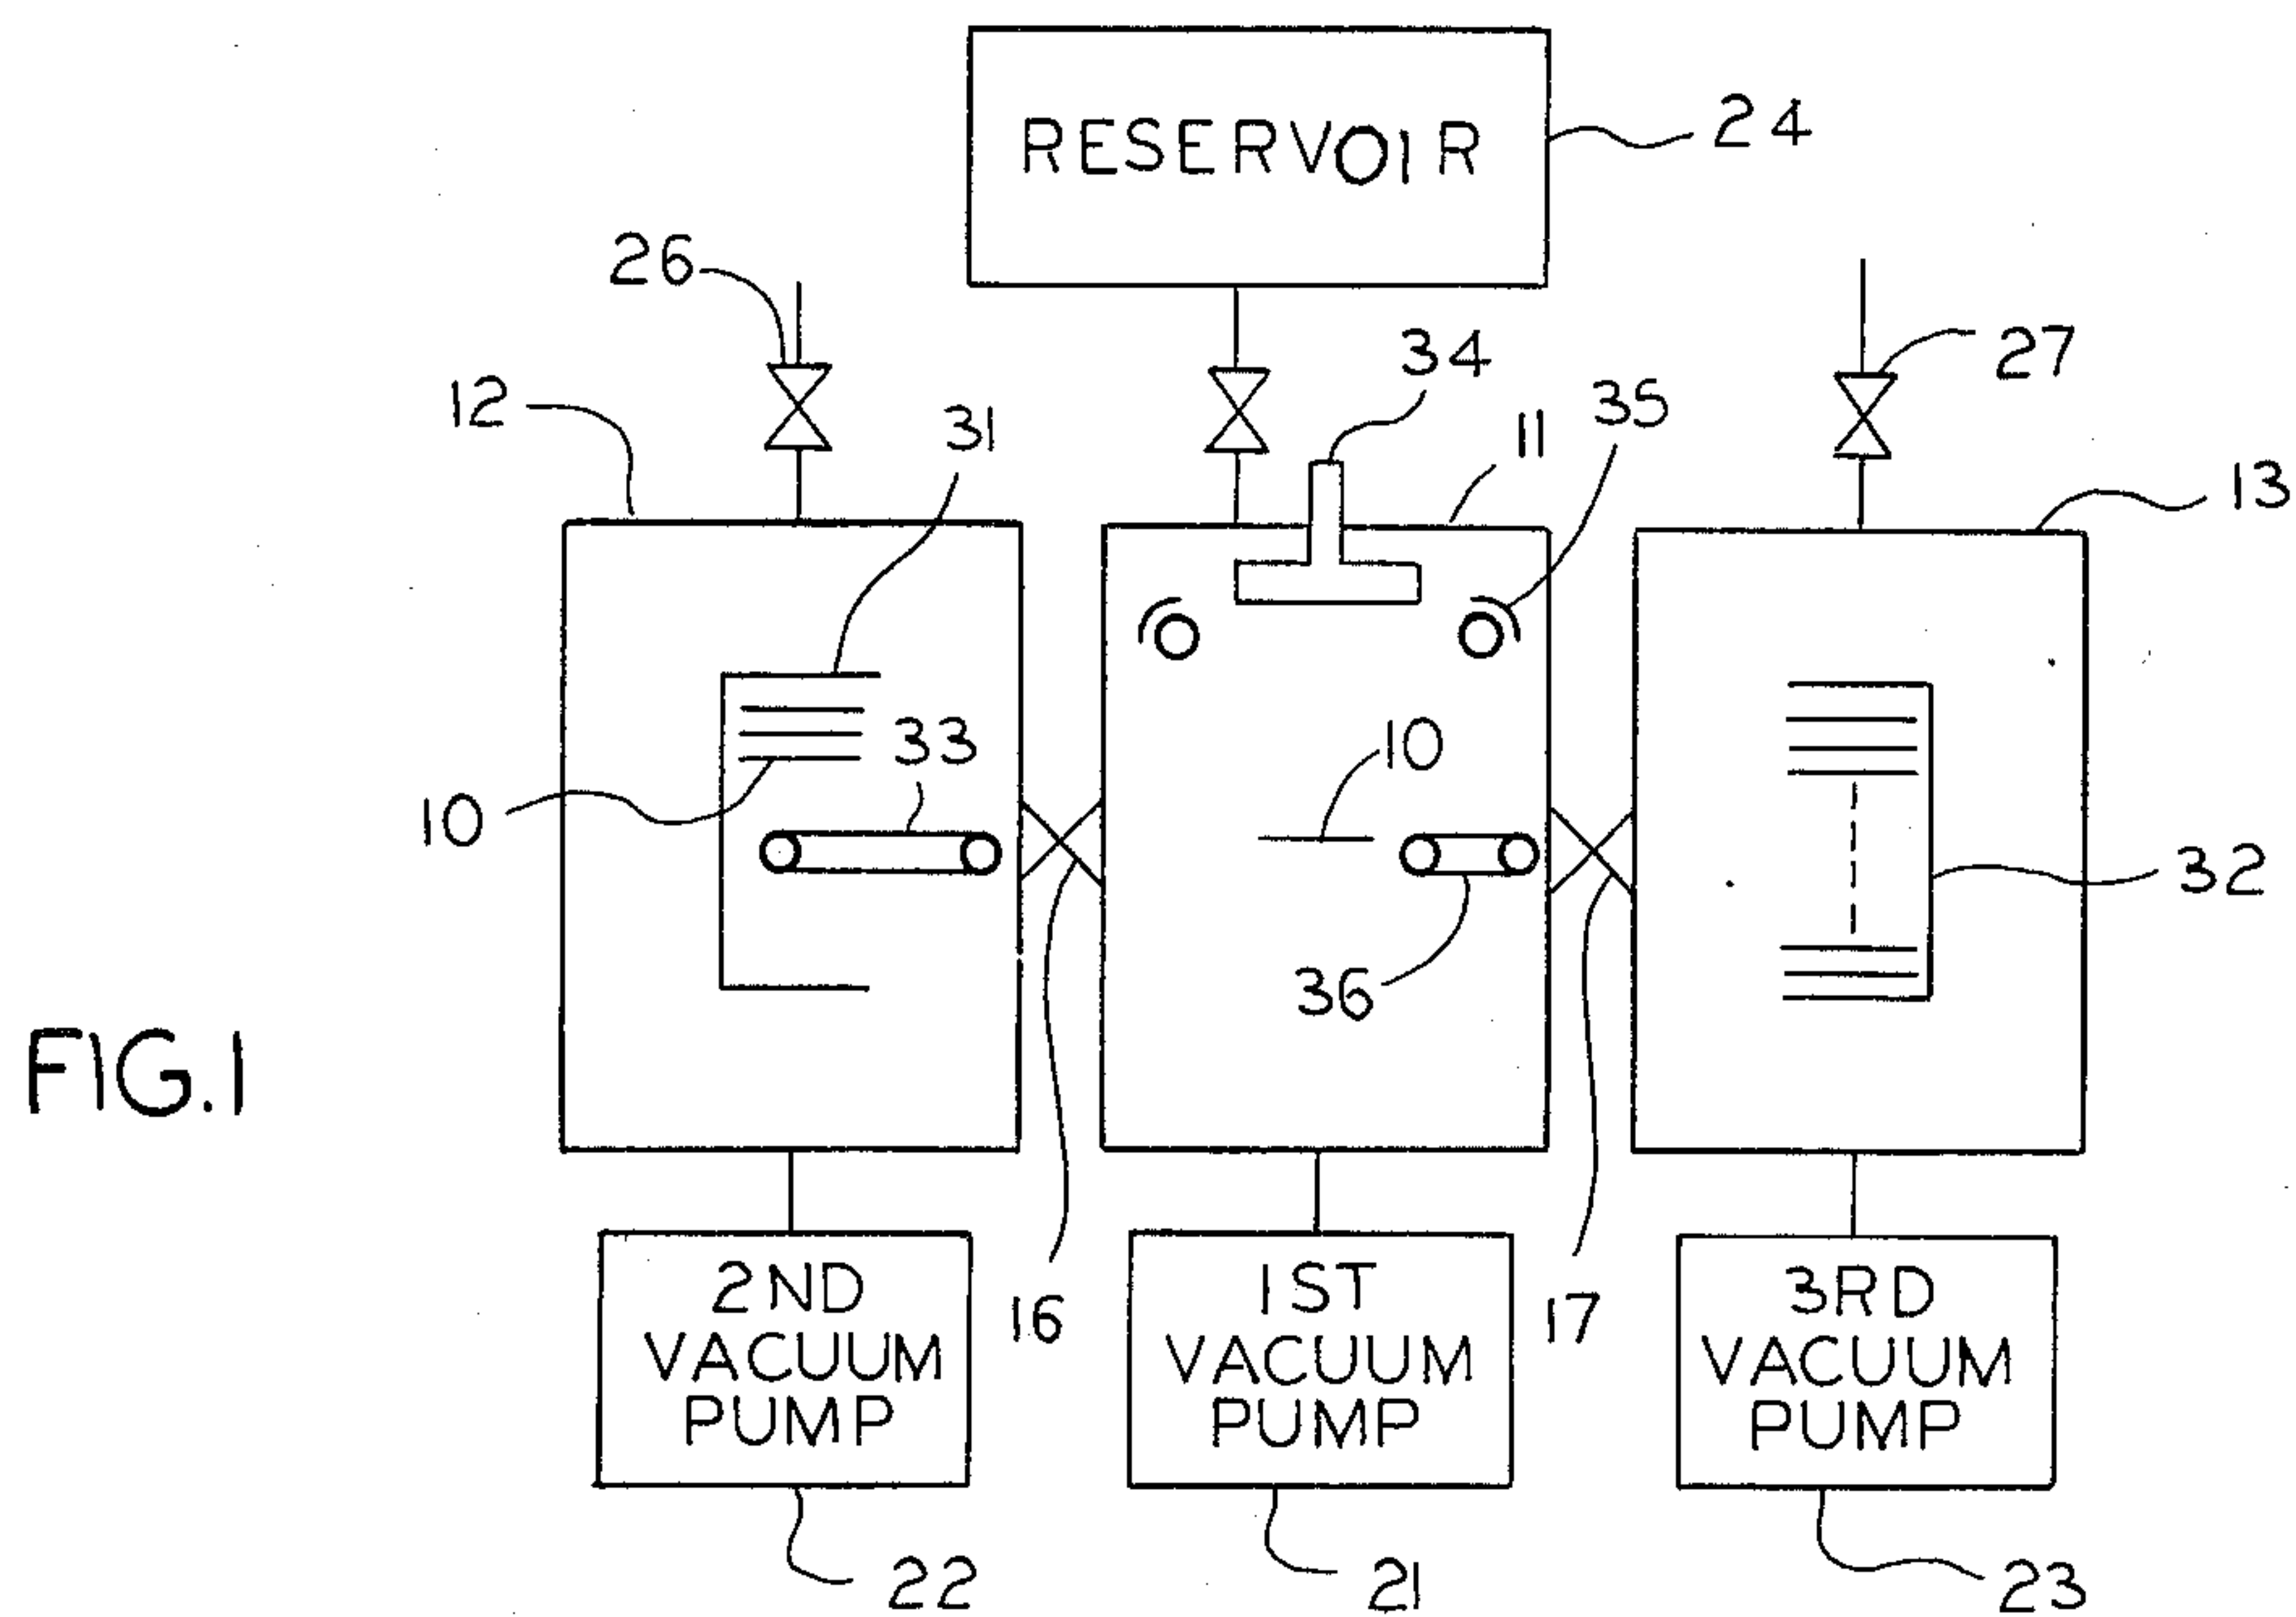 RESERVOIR
24
26
34
27
35
12
31
11
13
33
10
10
32
36
FIG.1
2ND
VACUUM
PUMP
16
1ST
VACUUM
PUMP
17
3RD
VACUUM
PUMP
22
21
23